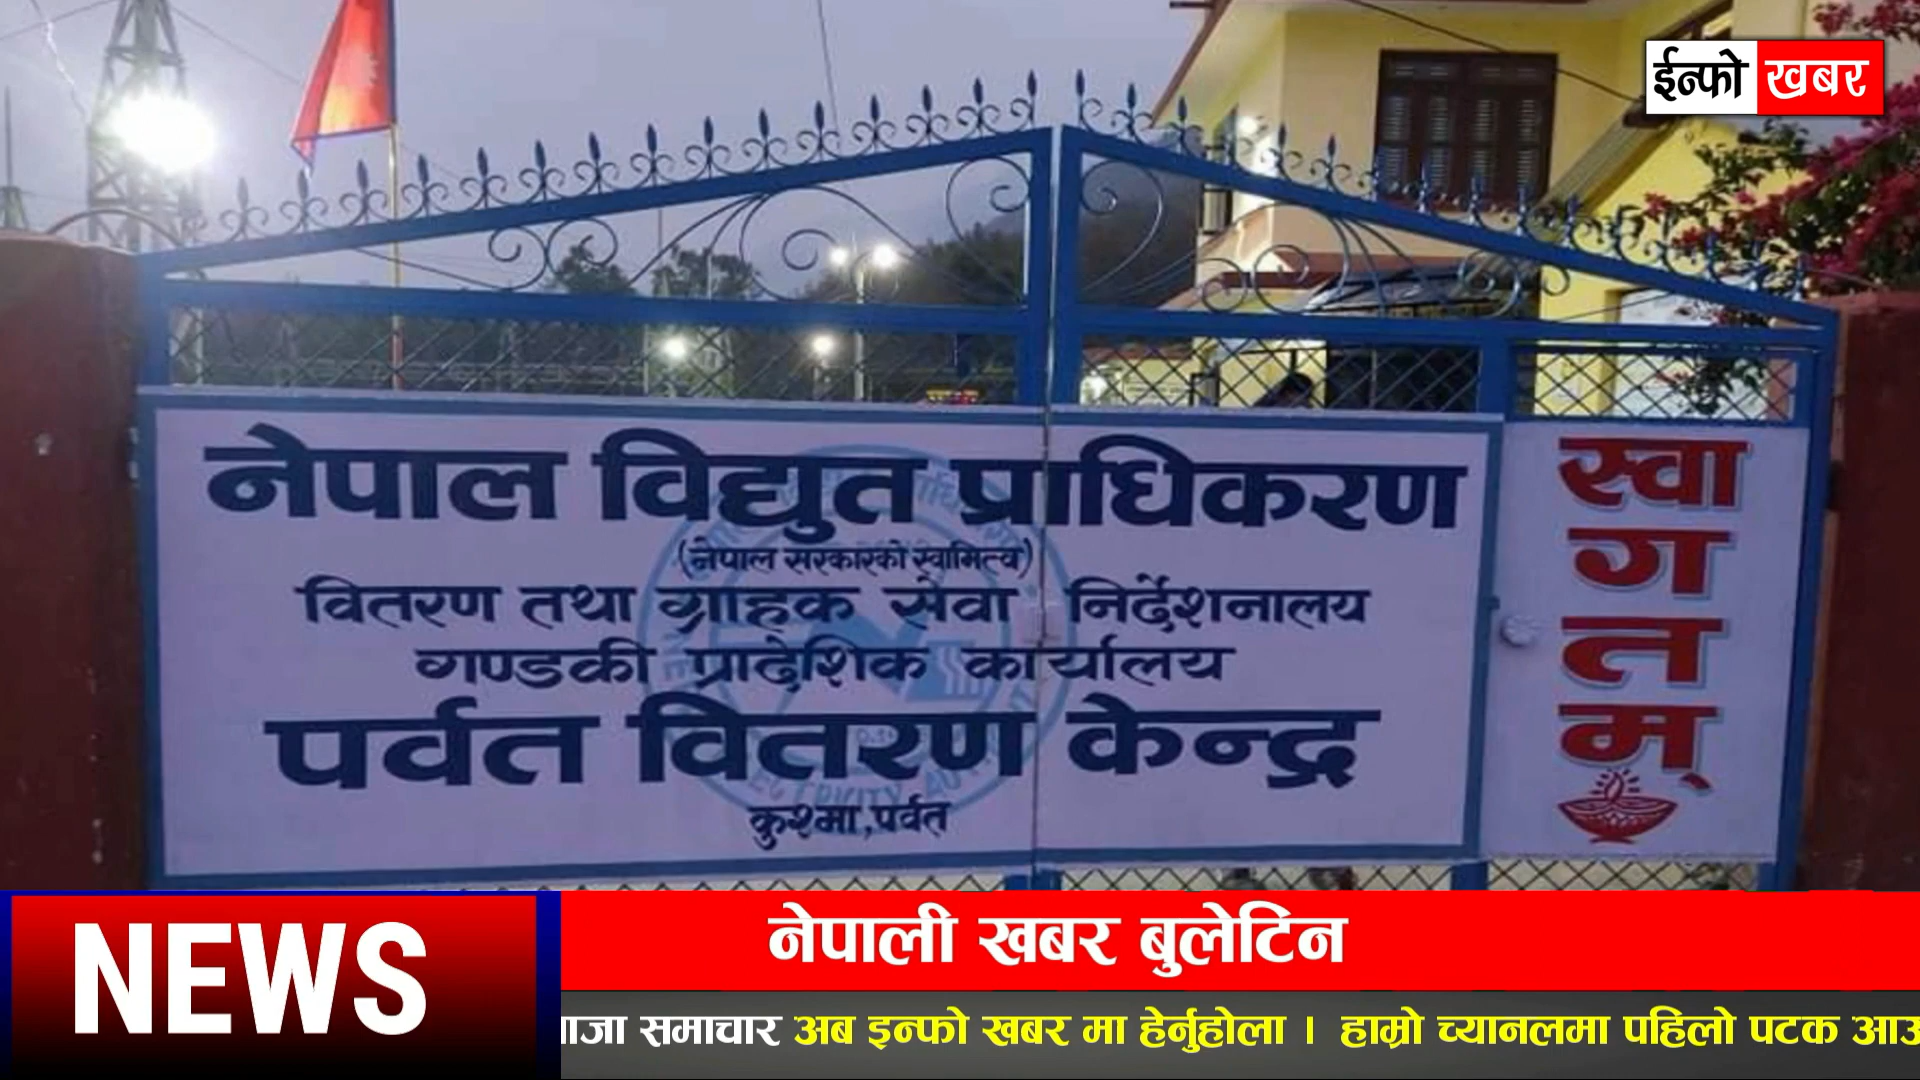 ईन्फो खबर
नेपाल विद्युत प्राधिकरण
(नेपाल सरकारको स्वामित्व)
वितरण तथा ग्राहक सेवा निर्देशनालय
गण्डकी प्रादेशिक कार्यालय
पर्वत वितरण केन्द्र
कुश्मा, पर्वत
स्वागतम्
NEWS
नेपाली खबर बुलेटिन
समाचार अब इन्फो खबर मा हेर्नुहोला । हाम्रो च्यानलमा पहिलो पटक